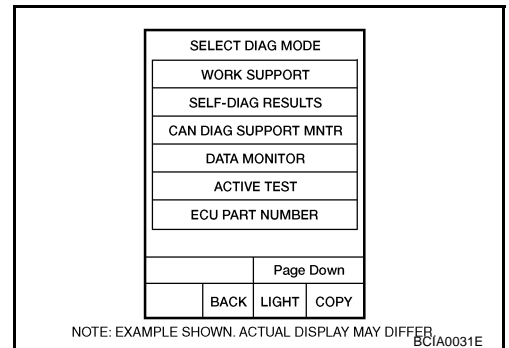 SELECT DIAG MODE
WORK SUPPORT
SELF-DIAG RESULTS
CAN DIAG SUPPORT MNTR
DATA MONITOR
ACTIVE TEST
ECU PART NUMBER
Page Down
BACK LIGHT COPY
NOTE: EXAMPLE SHOWN. ACTUAL DISPLAY MAY DIFFER.
BCIA0031E